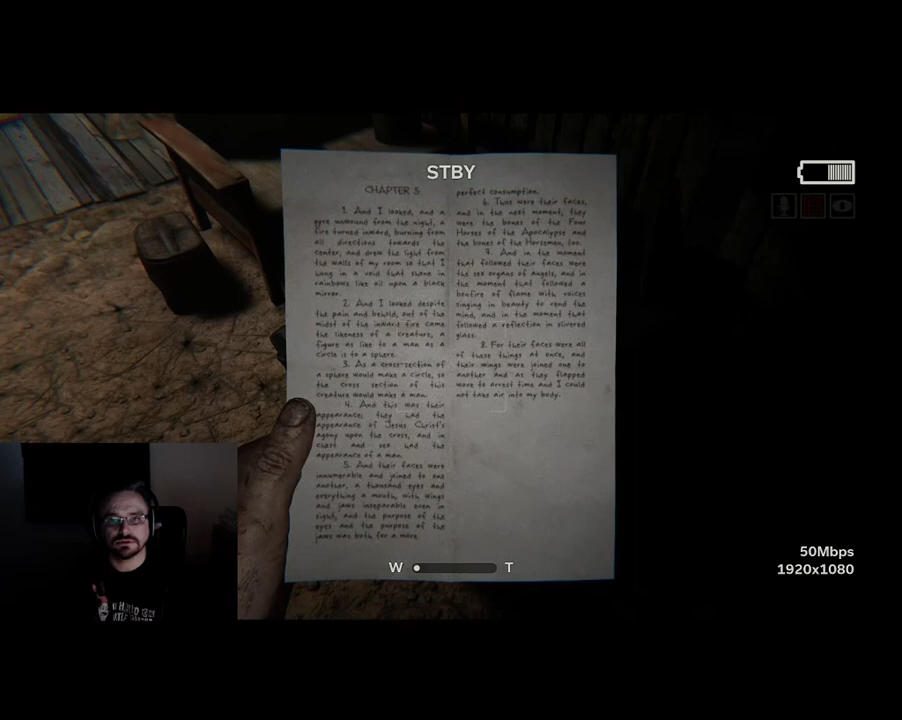 STBY
CHAPTER 5
1. And I looked, and a
gyre unwound from the night, a
fire turned inward, burning from
all directions towards the
center, and drew the light from
the walls of my room so that I
hung in a void that shone in
rainbows like oil upon a black
mirror.
2. And I looked despite
the pain and behold, out of the
midst of the inward fire came
the likeness of a creature, a
figure as like to a man as a
circle is to a sphere.
3. As a cross-section of
a sphere would make a circle, so
the cross section of this
creature would make a man.
4. And this was their
appearance; they had the
appearance of Jesus Christ's
agony upon the cross, and in
chest and sex had the
appearance of a man.
5. And their faces were
innumerable and joined to one
another, a thousand eyes and
everything a mouth, with wings
and jaws inseparable even in
sight, and the purpose of the
eyes and the purpose of the
jaws was both for a more
perfect consumption.
6. Thus were their faces,
and in the next moment, they
were the bones of the Four
Horses of the Apocalypse and
the bones of the Horsemen, too.
7. And in the moment
that followed their faces were
the sex organs of angels, and in
the moment that followed a
bonfire of flame with voices
singing in beauty to rend the
mind, and in the moment that
followed a reflection in slivered
glass.
8. For their faces were all
of these things at once, and
their wings were joined one to
another and as they flapped
wore to arrest time and I could
not take air into my body.
W T
50Mbps
1920x1080